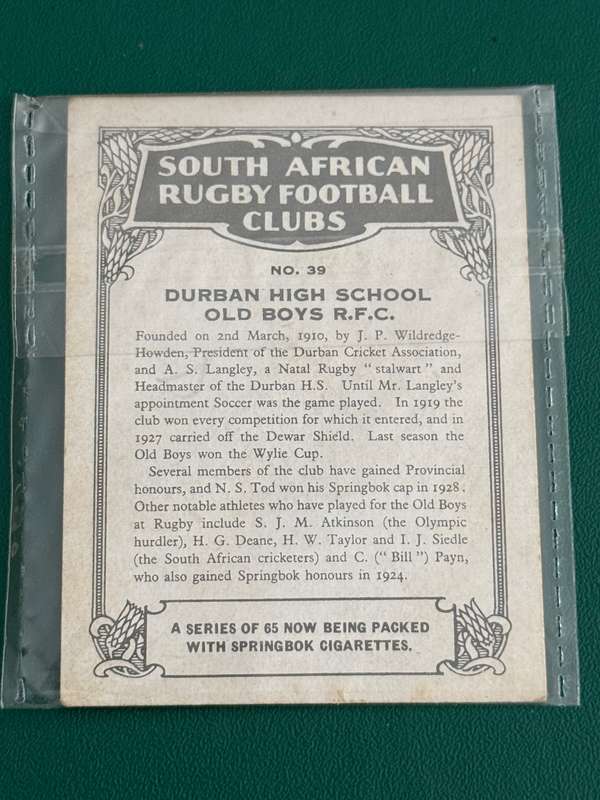 SOUTH AFRICAN
RUGBY FOOTBALL
CLUBS
NO. 39
DURBAN HIGH SCHOOL
OLD BOYS R.F.C.
Founded on 2nd March, 1910, by J. P. Wildredge-
Howden, President of the Durban Cricket Association,
and A. S. Langley, a Natal Rugby “ stalwart ” and
Headmaster of the Durban H.S. Until Mr. Langley's
appointment Soccer was the game played. In 1919 the
club won every competition for which it entered, and in
1927 carried off the Dewar Shield. Last season the
Old Boys won the Wylie Cup.
Several members of the club have gained Provincial
honours, and N. S. Tod won his Springbok cap in 1928.
Other notable athletes who have played for the Old Boys
at Rugby include S. J. M. Atkinson (the Olympic
hurdler), H. G. Deane, H. W. Taylor and I. J. Siedle
(the South African cricketers) and C. (“ Bill ”) Payn,
who also gained Springbok honours in 1924.
A SERIES OF 65 NOW BEING PACKED
WITH SPRINGBOK CIGARETTES.